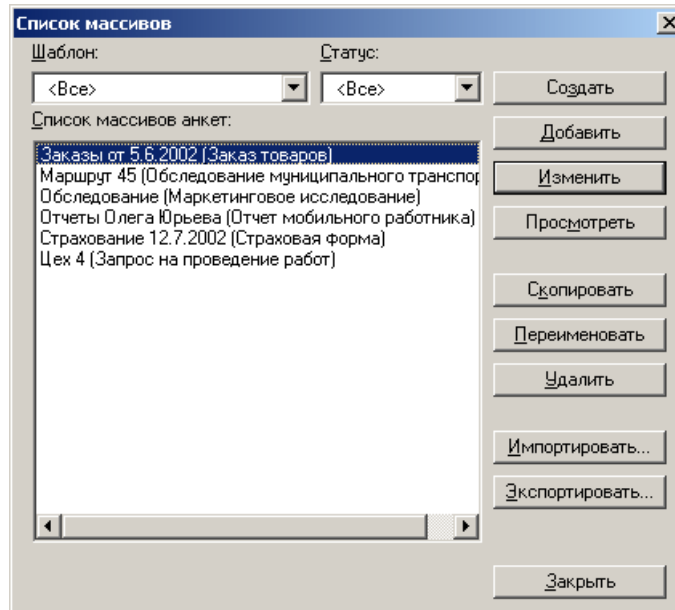 Список массивов
Шаблон: Статус:
<Все> <Все>
Создать
Список массивов анкет:
Добавить
Заказы от 5.6.2002 (Заказ товаров)
Маршрут 45 (Обследование муниципального транспор
Изменить
Обследование (Маркетинговое исследование)
Отчеты Олега Юрьева (Отчет мобильного работника)
Просмотреть
Страхование 12.7.2002 (Страховая форма)
Цех 4 (Запрос на проведение работ)
Скопировать
Переименовать
Удалить
Импортировать...
Экспортировать...
Закрыть